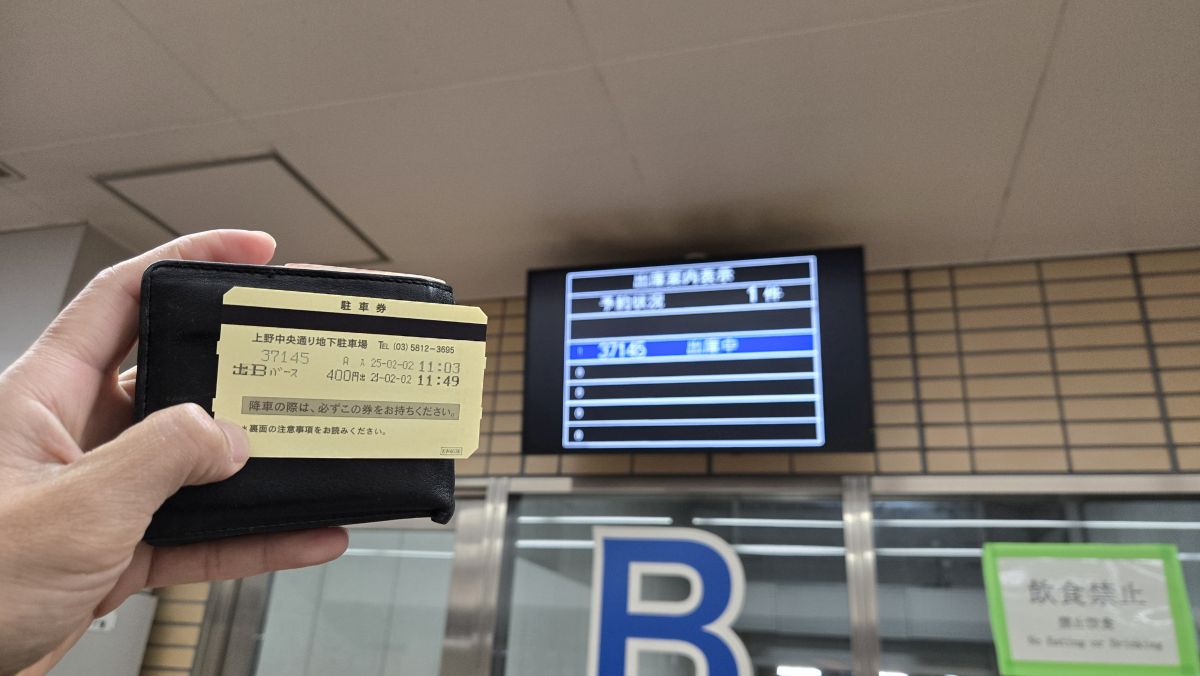 駐車券
上野中央通り地下駐車場 TEL (03) 5812-3695
37145 A 入 25-02-02 11:03
出Bバース 400円出 25-02-02 11:49
降車の際は、必ずこの券をお持ちください。
*裏面の注意事項をお読みください。
出庫案内表示
予約状況 1件
1 37145 出庫中
B
飲食禁止
禁止饮食
No Eating or Drinking